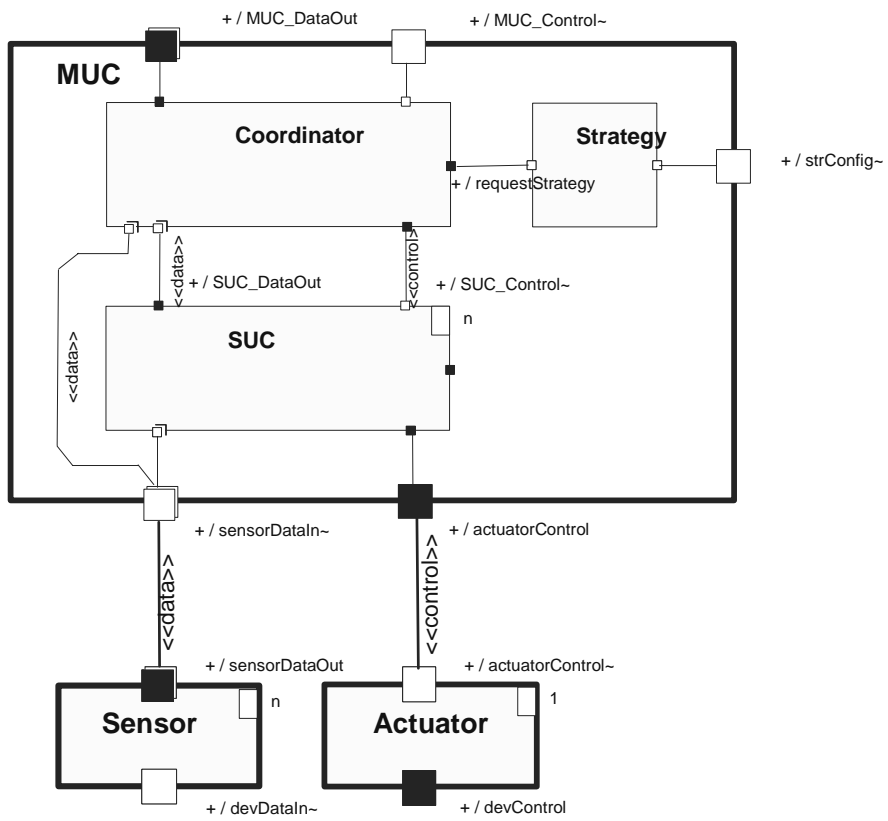 + / MUC_DataOut
+ / MUC_Control~
MUC
Coordinator
Strategy
+ / strConfig~
+ / requestStrategy
<<data>>
<<control>
+ / SUC_DataOut
+ / SUC_Control~
n
SUC
<<data>>
+ / sensorDataIn~
+ / actuatorControl
<<data>>
<<control>>
+ / sensorDataOut
+ / actuatorControl~
n
1
Sensor
Actuator
+ / devDataIn~
+ / devControl